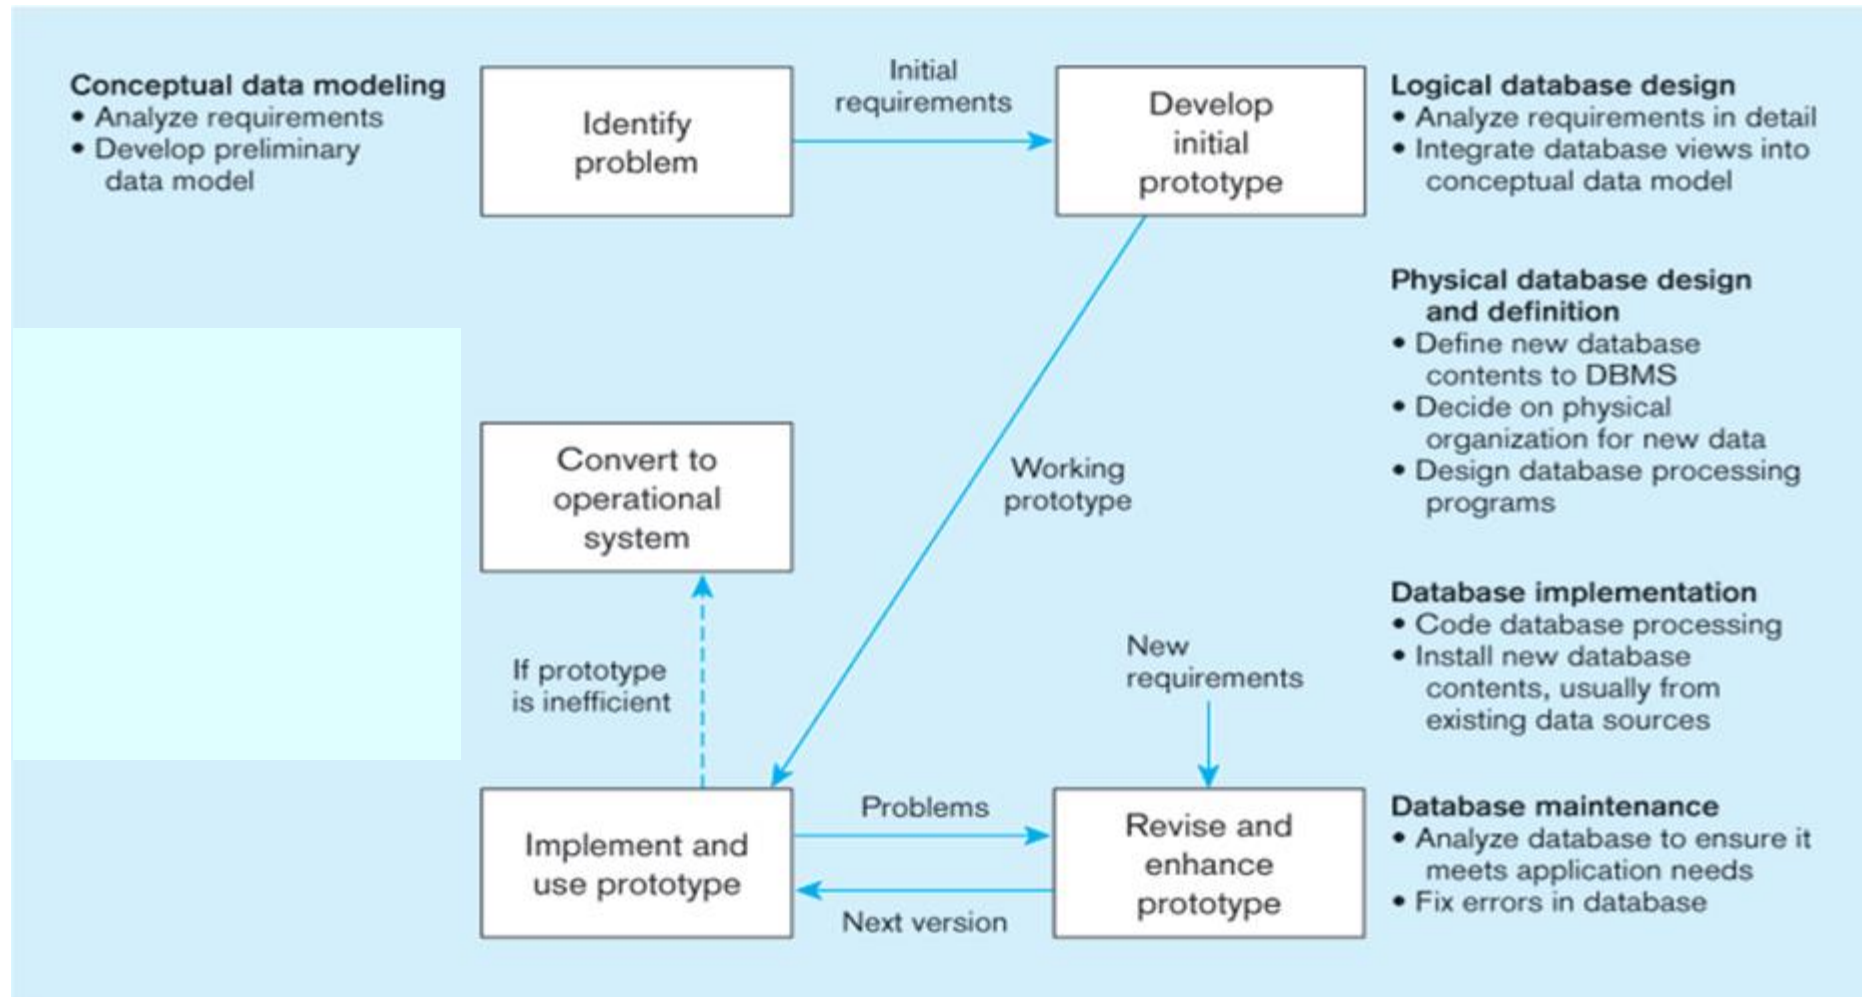 Conceptual data modeling
• Analyze requirements
• Develop preliminary
data model
Identify
problem
Initial
requirements
Develop
initial
prototype
Logical database design
• Analyze requirements in detail
• Integrate database views into
conceptual data model
Physical database design
and definition
• Define new database
contents to DBMS
• Decide on physical
organization for new data
• Design database processing
programs
Convert to
operational
system
Working
prototype
Database implementation
• Code database processing
• Install new database
contents, usually from
existing data sources
If prototype
is inefficient
New
requirements
Implement and
use prototype
Problems
Next version
Revise and
enhance
prototype
Database maintenance
• Analyze database to ensure it
meets application needs
• Fix errors in database